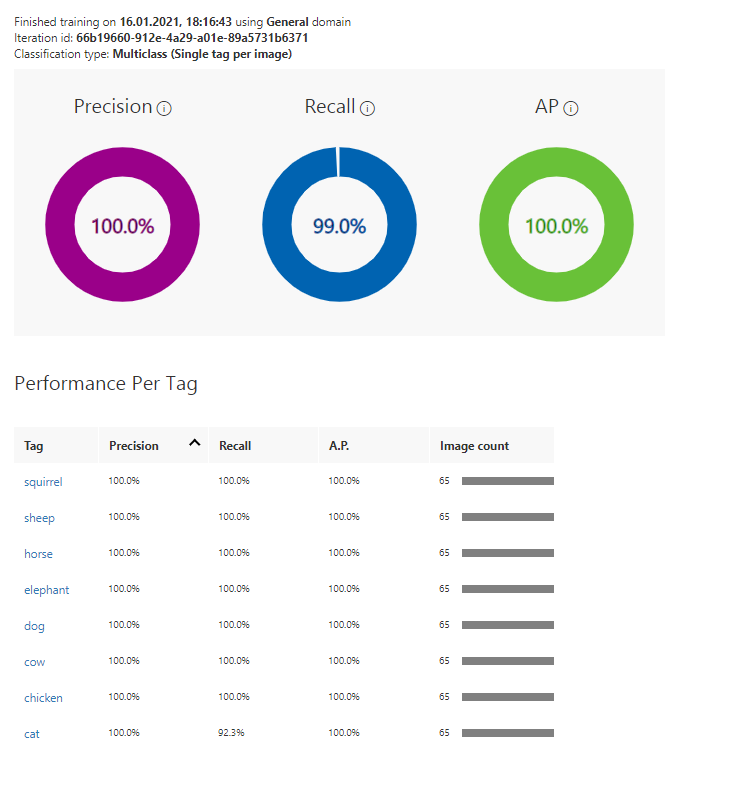 Finished training on 16.01.2021, 18:16:43 using General domain
Iteration id: 66b19660-912e-4a29-a01e-89a5731b6371
Classification type: Multiclass (Single tag per image)
Precision Recall AP
100.0% 99.0% 100.0%
Performance Per Tag
Tag Precision Recall A.P. Image count
squirrel 100.0% 100.0% 100.0% 65
sheep 100.0% 100.0% 100.0% 65
horse 100.0% 100.0% 100.0% 65
elephant 100.0% 100.0% 100.0% 65
dog 100.0% 100.0% 100.0% 65
cow 100.0% 100.0% 100.0% 65
chicken 100.0% 100.0% 100.0% 65
cat 100.0% 92.3% 100.0% 65